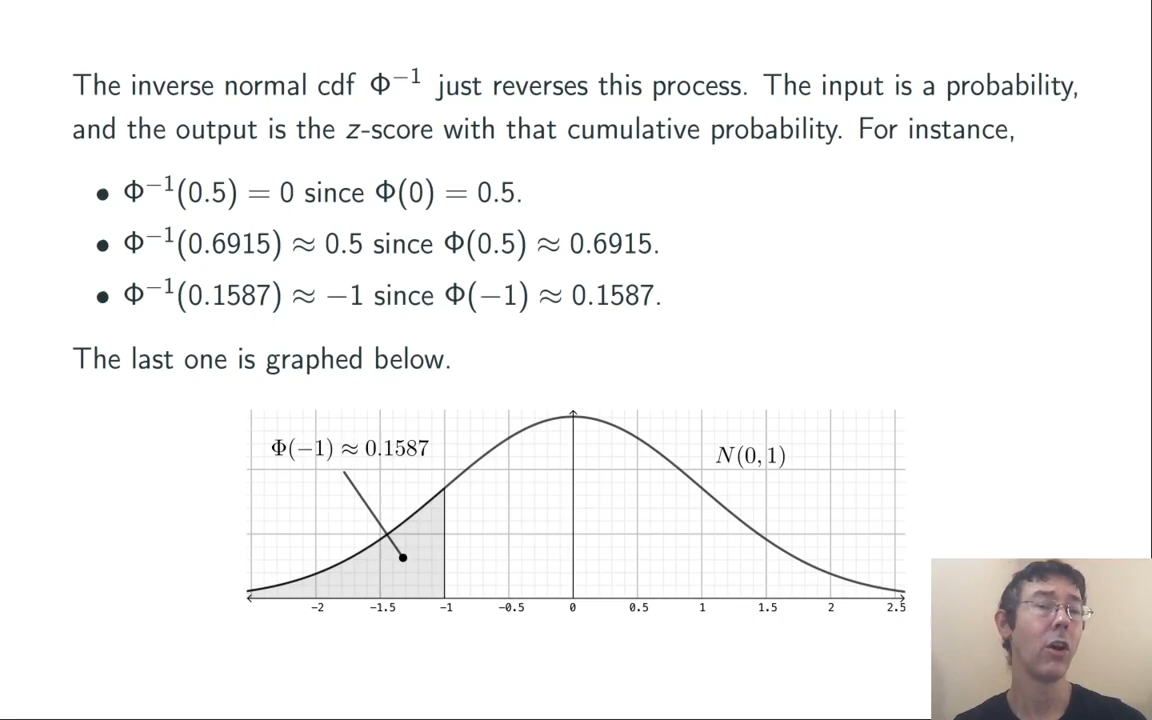 The inverse normal cdf Φ⁻¹ just reverses this process. The input is a probability,
and the output is the z-score with that cumulative probability. For instance,
• Φ⁻¹(0.5) = 0 since Φ(0) = 0.5.
• Φ⁻¹(0.6915) ≈ 0.5 since Φ(0.5) ≈ 0.6915.
• Φ⁻¹(0.1587) ≈ −1 since Φ(−1) ≈ 0.1587.
The last one is graphed below.
Φ(−1) ≈ 0.1587
N(0, 1)
−2 −1.5 −1 −0.5 0 0.5 1 1.5 2 2.5